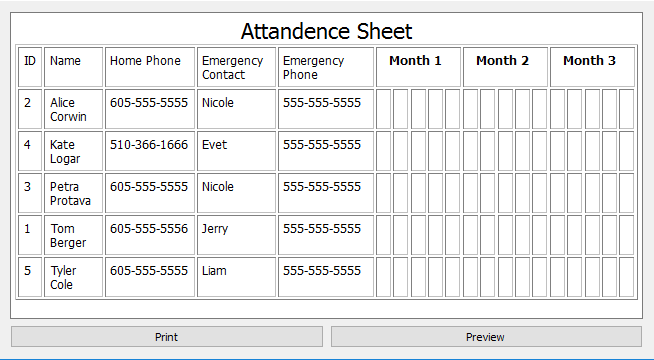 Attandence Sheet
ID Name Home Phone Emergency Contact Emergency Phone Month 1 Month 2 Month 3
2 Alice Corwin 605-555-5555 Nicole 555-555-5555
4 Kate Logar 510-366-1666 Evet 555-555-5555
3 Petra Protava 605-555-5555 Nicole 555-555-5555
1 Tom Berger 605-555-5556 Jerry 555-555-5555
5 Tyler Cole 605-555-5555 Liam 555-555-5555
Print Preview